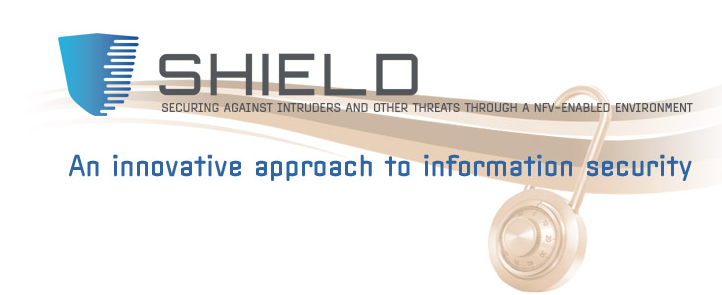 SHIELD
SECURING AGAINST INTRUDERS AND OTHER THREATS THROUGH A NFV-ENABLED ENVIRONMENT
An innovative approach to information security